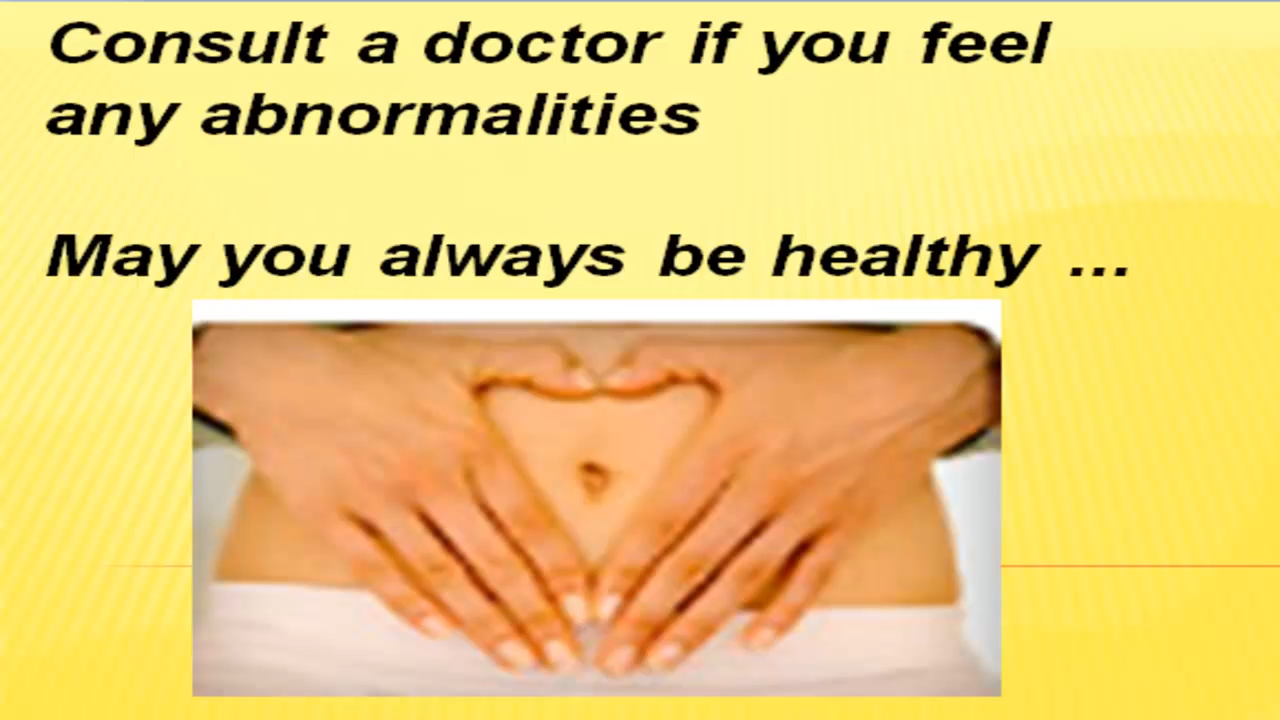 Consult a doctor if you feel
any abnormalities
May you always be healthy ...